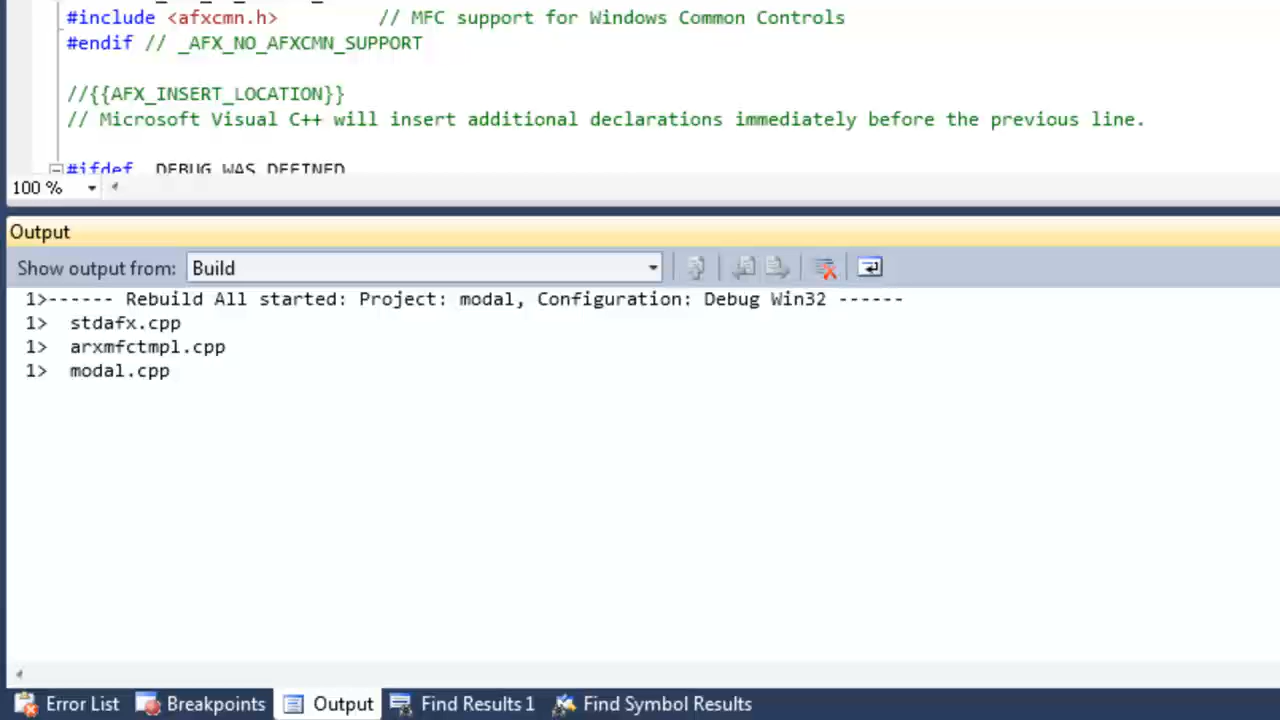 #include <afxcmn.h> // MFC support for Windows Common Controls
#endif // _AFX_NO_AFXCMN_SUPPORT
//{{AFX_INSERT_LOCATION}}
// Microsoft Visual C++ will insert additional declarations immediately before the previous line.
#ifdef _DEBUG_WAS_DEFINED
100 %
Output
Show output from: Build
1>------ Rebuild All started: Project: modal, Configuration: Debug Win32 ------
1> stdafx.cpp
1> arxmfctmpl.cpp
1> modal.cpp
Error List Breakpoints Output Find Results 1 Find Symbol Results